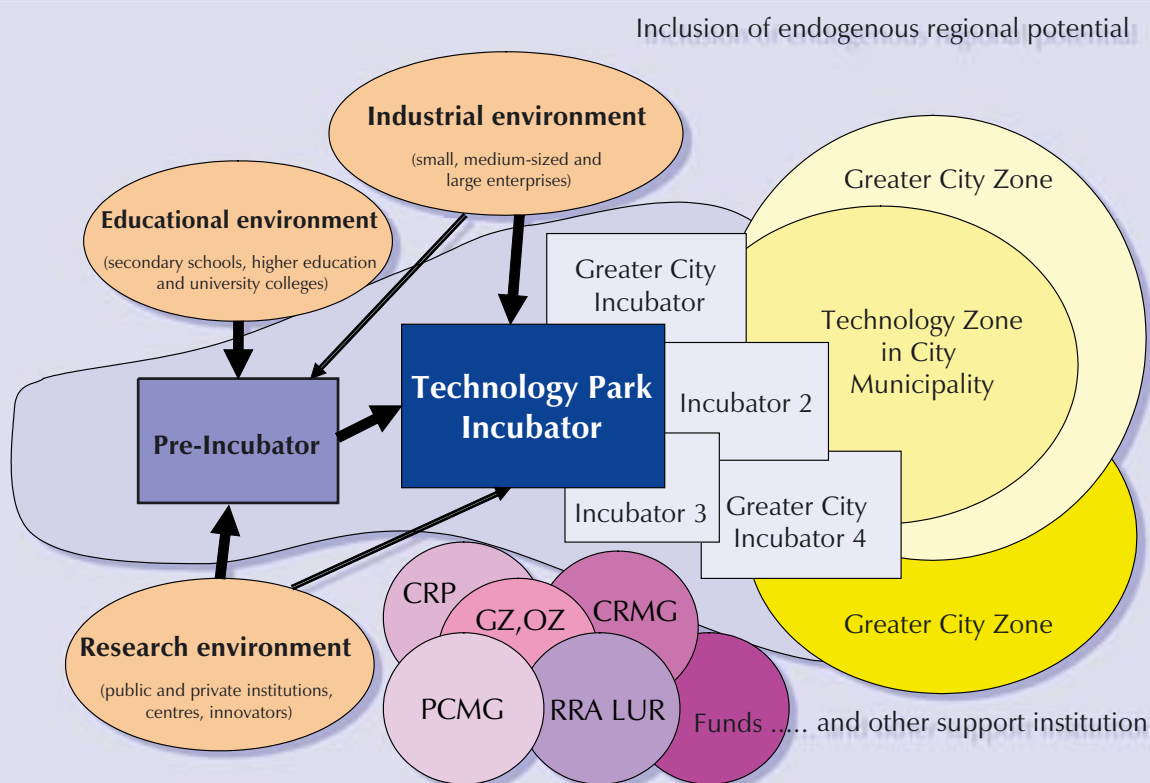 Inclusion of endogenous regional potential
Industrial environment
(small, medium-sized and
large enterprises)
Educational environment
(secondary schools, higher education
and university colleges)
Greater City Zone
Greater City
Incubator
Technology Zone
in City
Municipality
Technology Park
Incubator
Incubator 2
Pre-Incubator
Incubator 3
Greater City
Incubator 4
CRP
GZ,OZ
CRMG
Greater City Zone
Research environment
(public and private institutions,
centres, innovators)
PCMG
RRA LUR
Funds ..... and other support institution